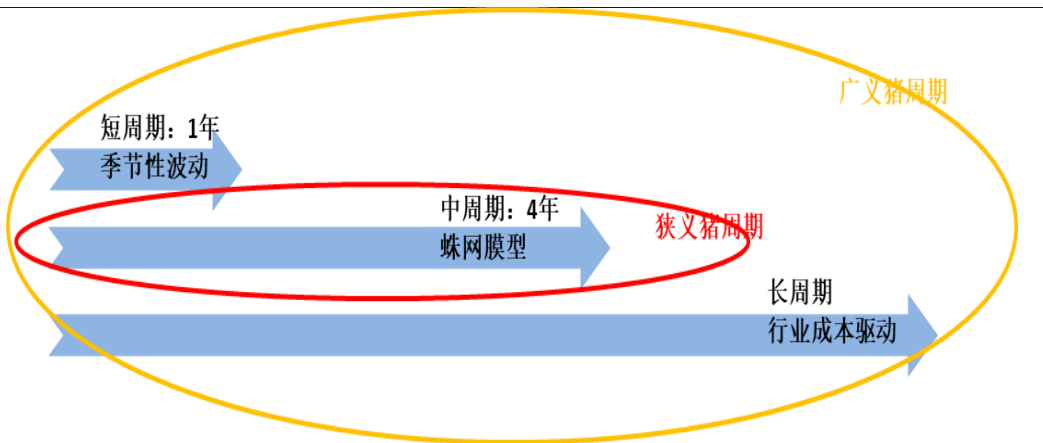 广义猪周期
短周期：1年
季节性波动
中周期：4年
蛛网膜型
狭义猪周期
长周期
行业成本驱动